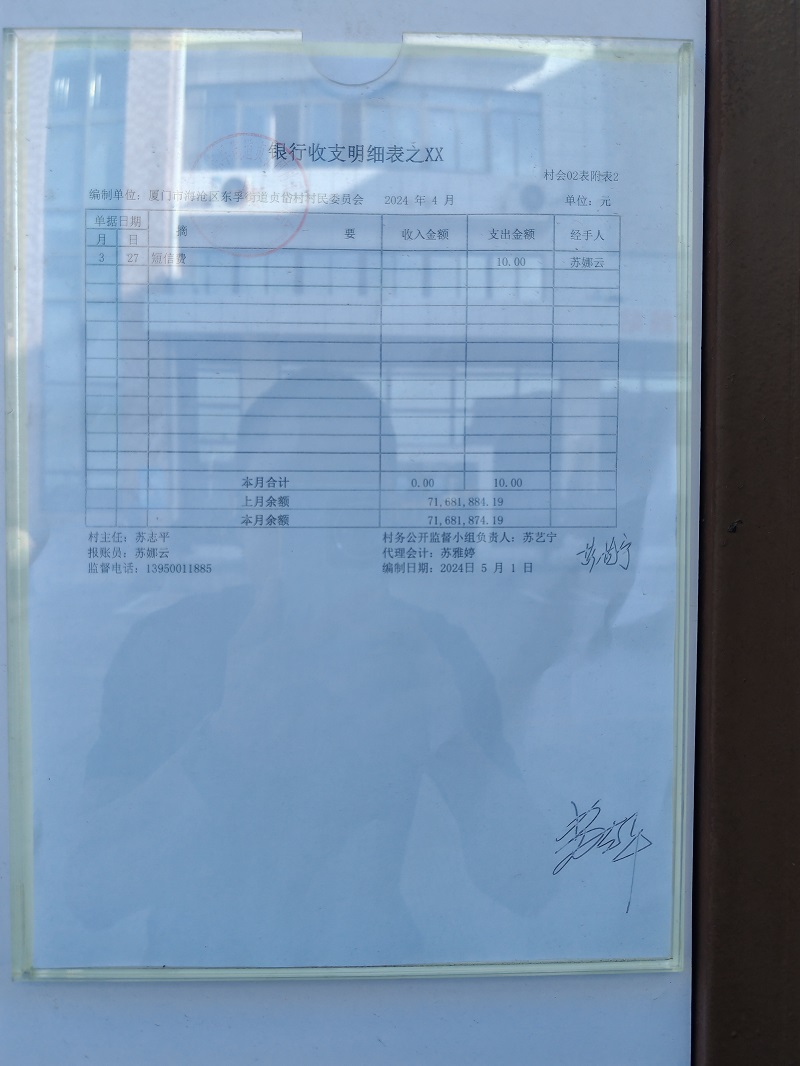 银行收支明细表之XX
村会02表附表2
编制单位：厦门市海沧区东孚街道贞岱村村民委员会 2024 年 4 月 单位：元
单据日期 摘 要 收入金额 支出金额 经手人
月 日
3 27 短信费 10.00 苏娜云
本月合计 0.00 10.00
上月余额 71,681,884.19
本月余额 71,681,874.19
村主任：苏志平 村务公开监督小组负责人：苏艺宁
报账员：苏娜云 代理会计：苏雅婷
监督电话：13950011885 编制日期：2024日 5 月 1 日
苏艺宁